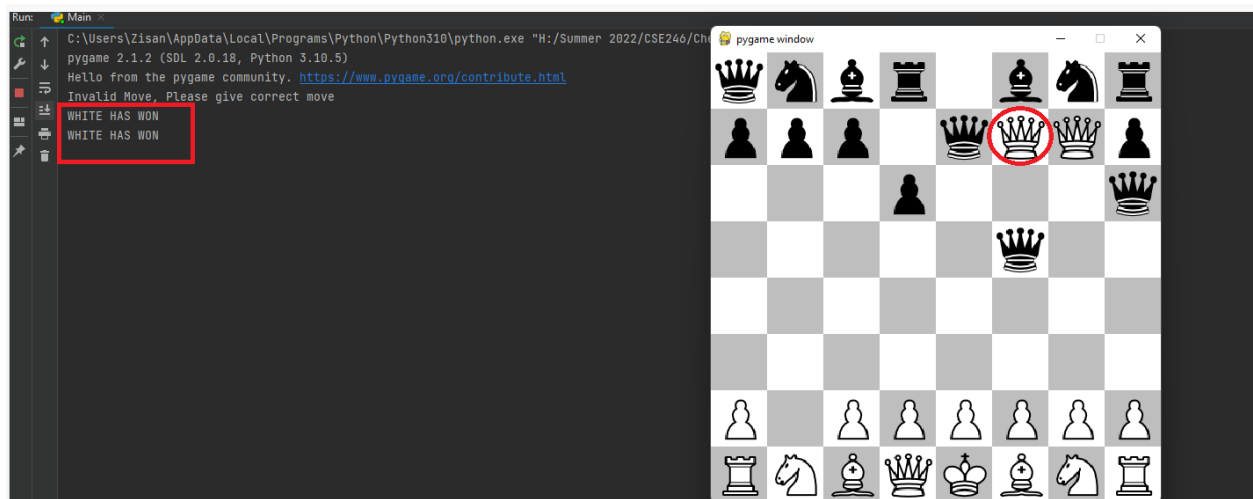 Run: Main
C:\Users\Zisan\AppData\Local\Programs\Python\Python310\python.exe "H:/Summer 2022/CSE246/Che
pygame 2.1.2 (SDL 2.0.18, Python 3.10.5)
Hello from the pygame community. https://www.pygame.org/contribute.html
Invalid Move, Please give correct move
WHITE HAS WON
WHITE HAS WON
pygame window